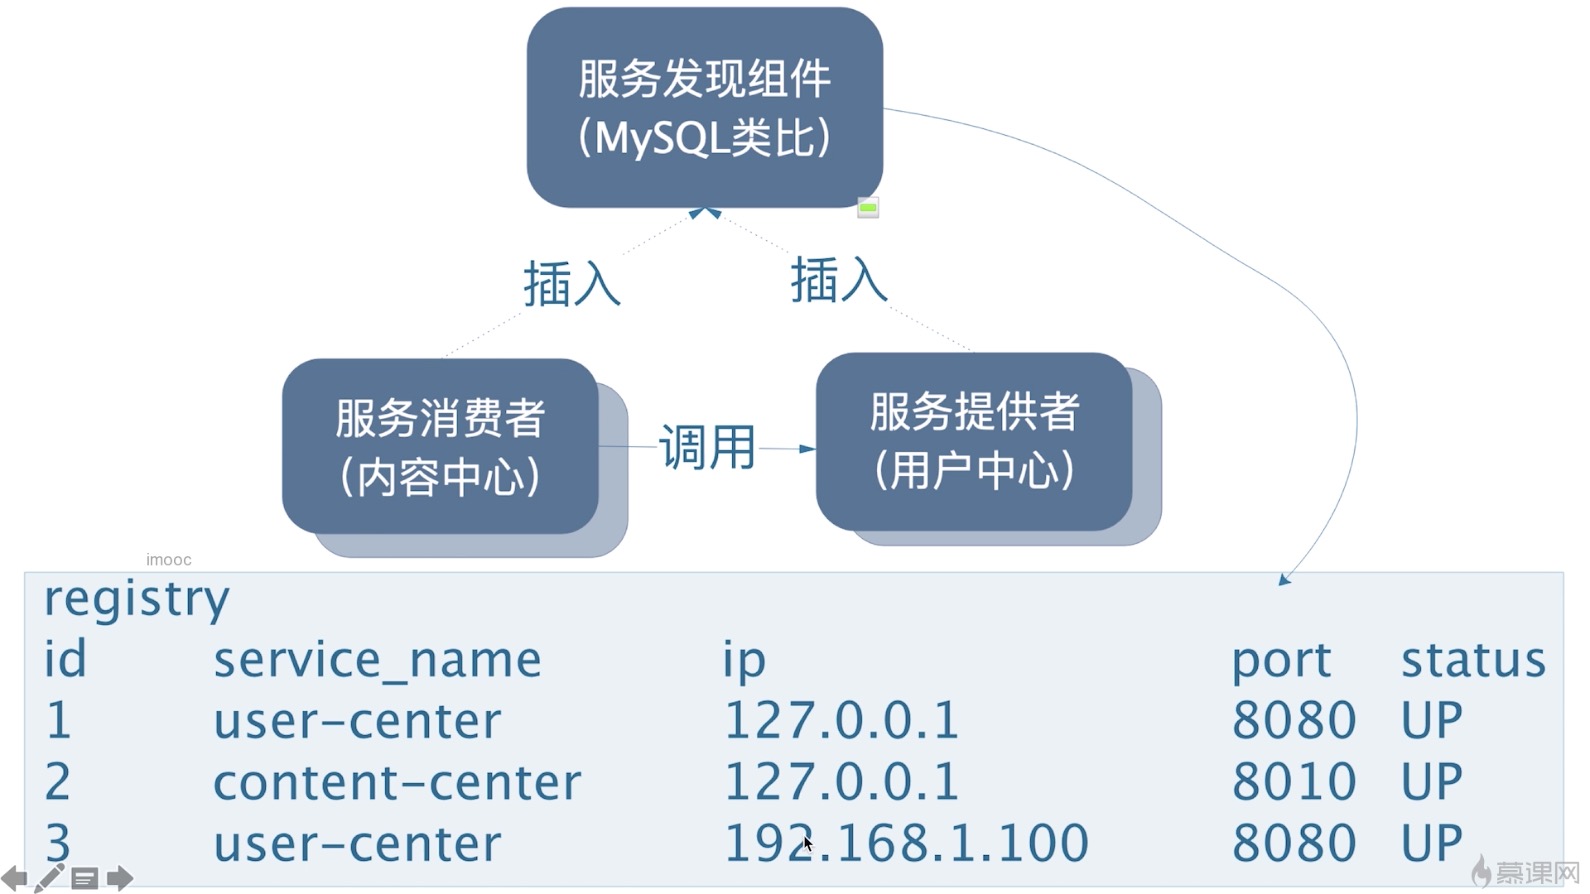 服务发现组件
（MySQL类比）
插入
插入
服务消费者
（内容中心）
调用
服务提供者
（用户中心）
imooc
registry
id service_name ip port status
1 user-center 127.0.0.1 8080 UP
2 content-center 127.0.0.1 8010 UP
3 user-center 192.168.1.100 8080 UP
慕课网